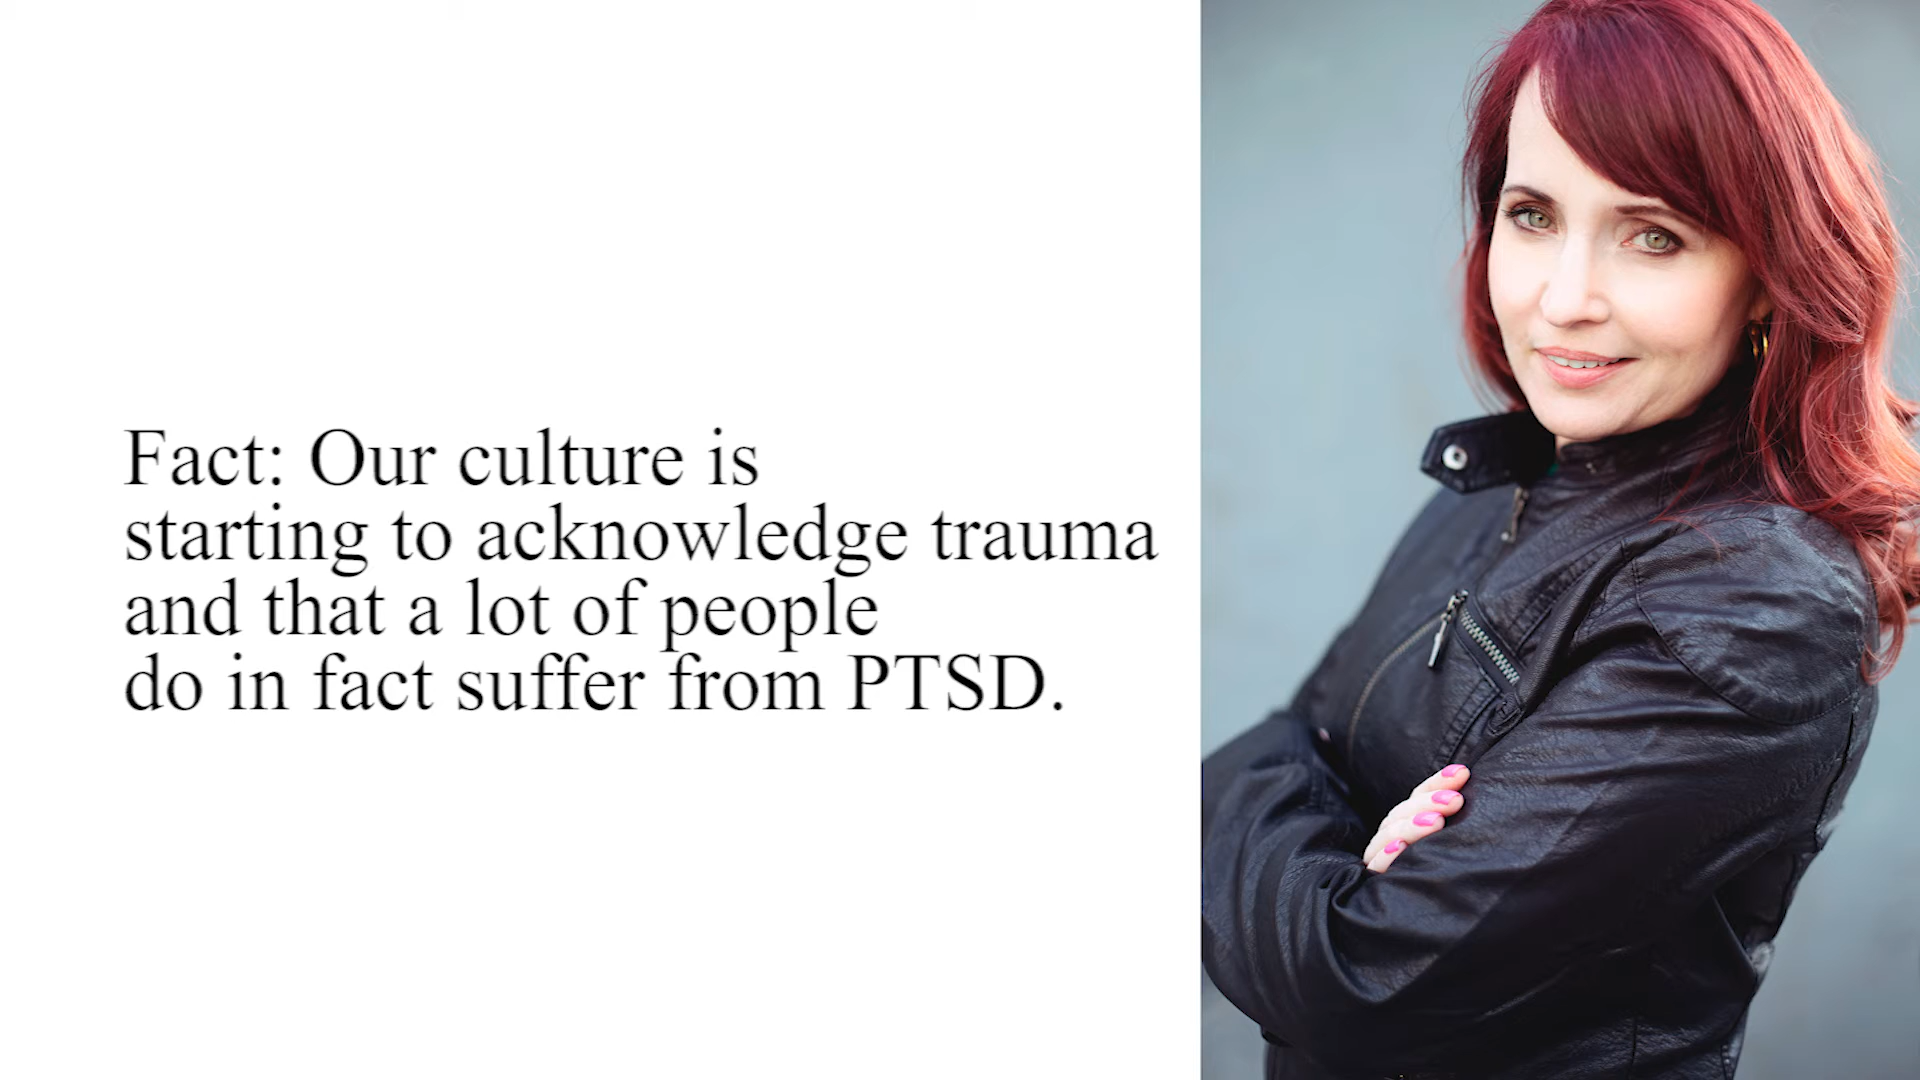 Fact: Our culture is
starting to acknowledge trauma
and that a lot of people
do in fact suffer from PTSD.